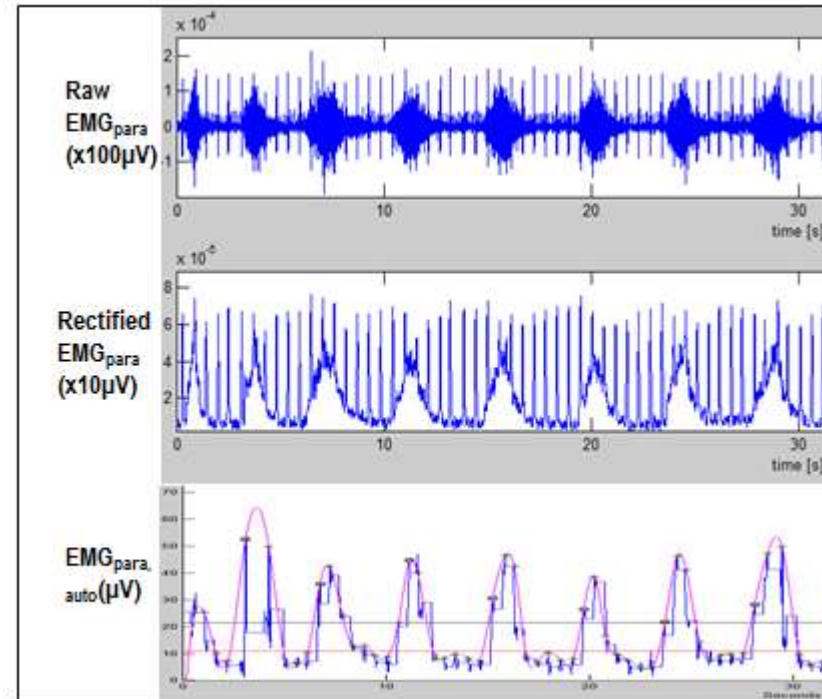 x 10⁻⁴
Raw
EMGpara
(x100µV)
2
1
0
1
0
10
20
30
time [s]
x 10⁻⁵
Rectified
EMGpara
(x10µV)
8
6
4
2
0
10
20
30
time [s]
EMGpara,
auto(µV)
70
60
50
40
30
20
10
0
0
10
20
30
Seconds